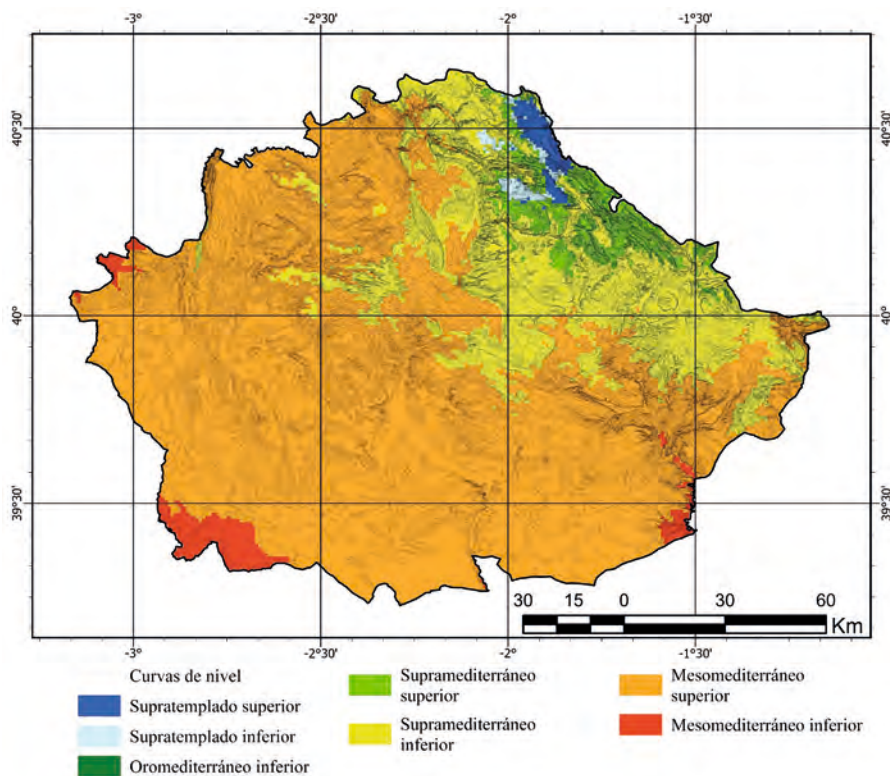 -3° -2°30' -2° -1°30'
40°30' 40°30'
40° 40°
39°30' 39°30'
30 15 0 30 60
Km
-3° -2°30' -2° -1°30'
Curvas de nivel
Supratemplado superior
Supratemplado inferior
Oromediterráneo inferior
Supramediterráneo
superior
Supramediterráneo
inferior
Mesomediterráneo
superior
Mesomediterráneo inferior